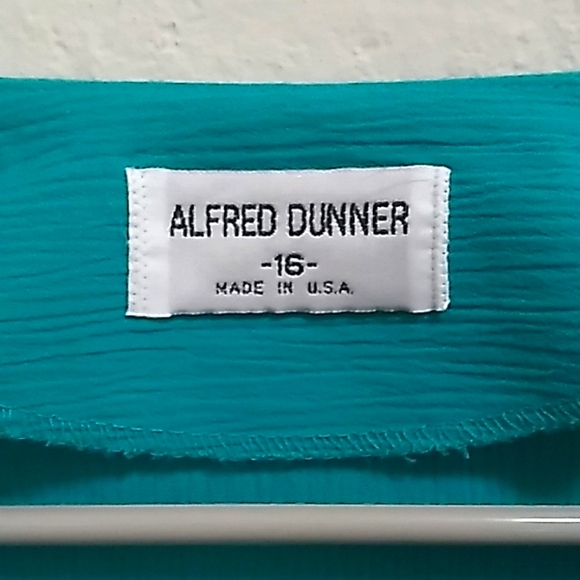 ALFRED DUNNER
-16-
MADE IN U.S.A.